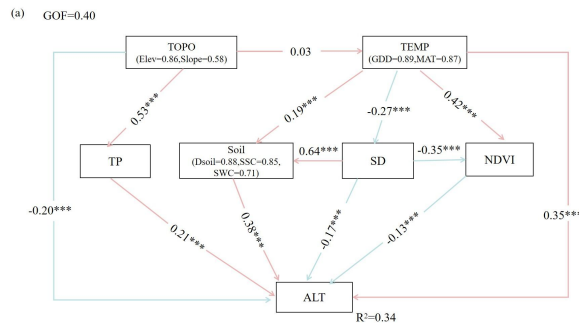 (a) GOF=0.40
TOPO
(Elev=0.86,Slope=0.58)
0.03
TEMP
(GDD=0.89,MAT=0.87)
0.53***
0.19***
-0.27***
0.42***
TP
Soil
(Dsoil=0.88,SSC=0.85,
SWC=0.71)
0.64***
SD
-0.35***
NDVI
-0.20***
0.21***
0.38***
-0.17***
-0.13***
0.35***
ALT
R²=0.34